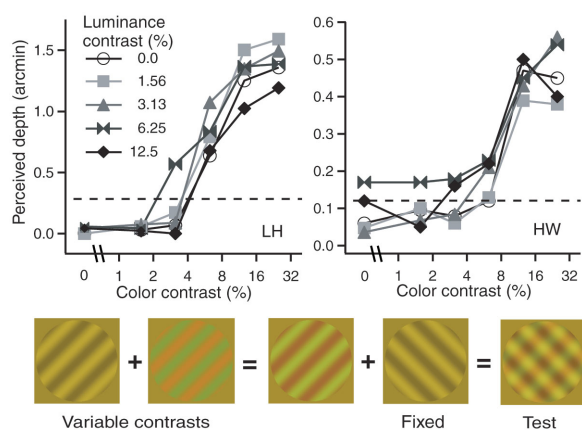 Luminance
contrast (%)
0.0
1.56
3.13
6.25
12.5
Perceived depth (arcmin)
1.5
1.0
0.5
0.0
LH
0 1 2 4 8 16 32
Color contrast (%)
0.6
0.5
0.4
0.3
0.2
0.1
0.0
HW
0 1 2 4 8 16 32
Color contrast (%)
+ = + =
Variable contrasts Fixed Test